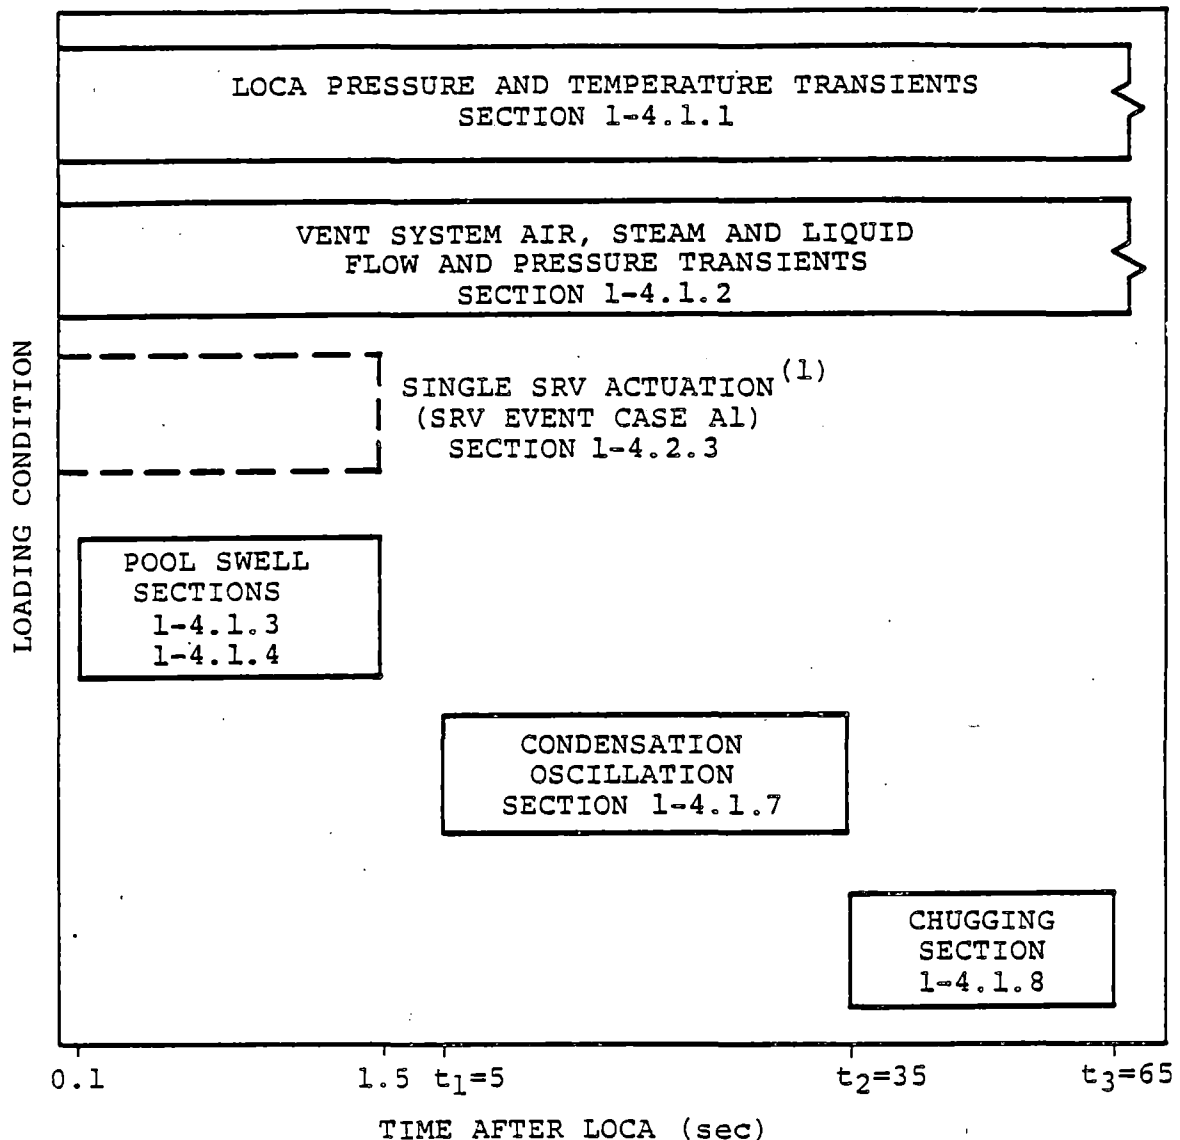 LOCA PRESSURE AND TEMPERATURE TRANSIENTS
SECTION 1-4.1.1
VENT SYSTEM AIR, STEAM AND LIQUID
FLOW AND PRESSURE TRANSIENTS
SECTION 1-4.1.2
LOADING CONDITION
SINGLE SRV ACTUATION(1)
(SRV EVENT CASE A1)
SECTION 1-4.2.3
POOL SWELL
SECTIONS
1-4.1.3
1-4.1.4
CONDENSATION
OSCILLATION
SECTION 1-4.1.7
CHUGGING
SECTION
1-4.1.8
0.1 1.5 t1=5 t2=35 t3=65
TIME AFTER LOCA (sec)